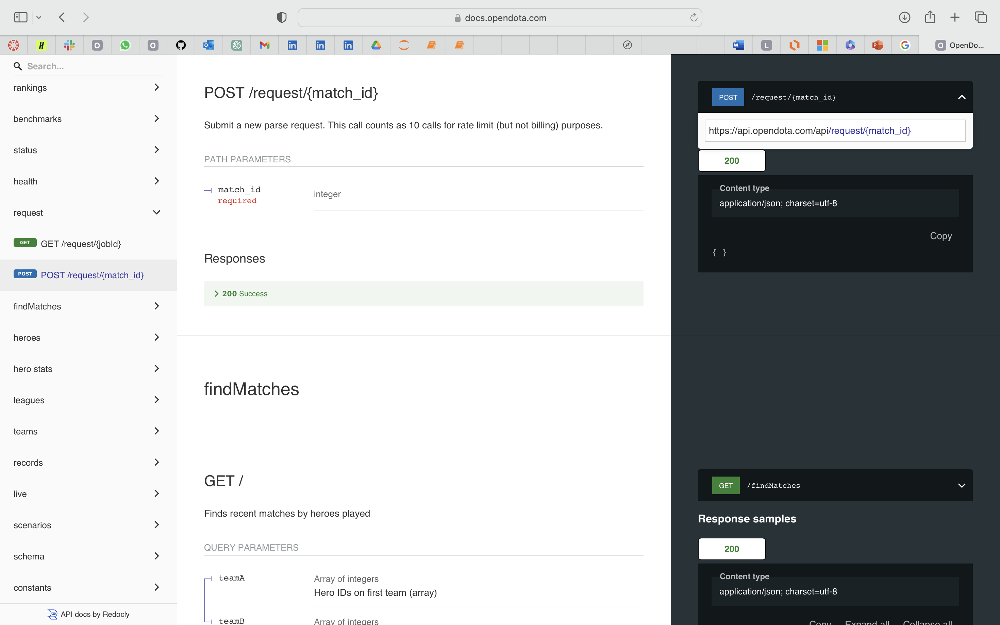 docs.opendota.com
OpenDo...
Search...
rankings
benchmarks
status
health
request
GET GET /request/{jobId}
POST POST /request/{match_id}
findMatches
heroes
hero stats
leagues
teams
records
live
scenarios
schema
constants
API docs by Redocly
POST /request/{match_id}
Submit a new parse request. This call counts as 10 calls for rate limit (but not billing) purposes.
PATH PARAMETERS
match_id
required
integer
Responses
200 Success
findMatches
GET /
Finds recent matches by heroes played
QUERY PARAMETERS
teamA
Array of integers
Hero IDs on first team (array)
teamB
Array of integers
POST /request/{match_id}
https://api.opendota.com/api/request/{match_id}
200
Content type
application/json; charset=utf-8
Copy
{ }
GET /findMatches
Response samples
200
Content type
application/json; charset=utf-8
Copy Expand all Collapse all